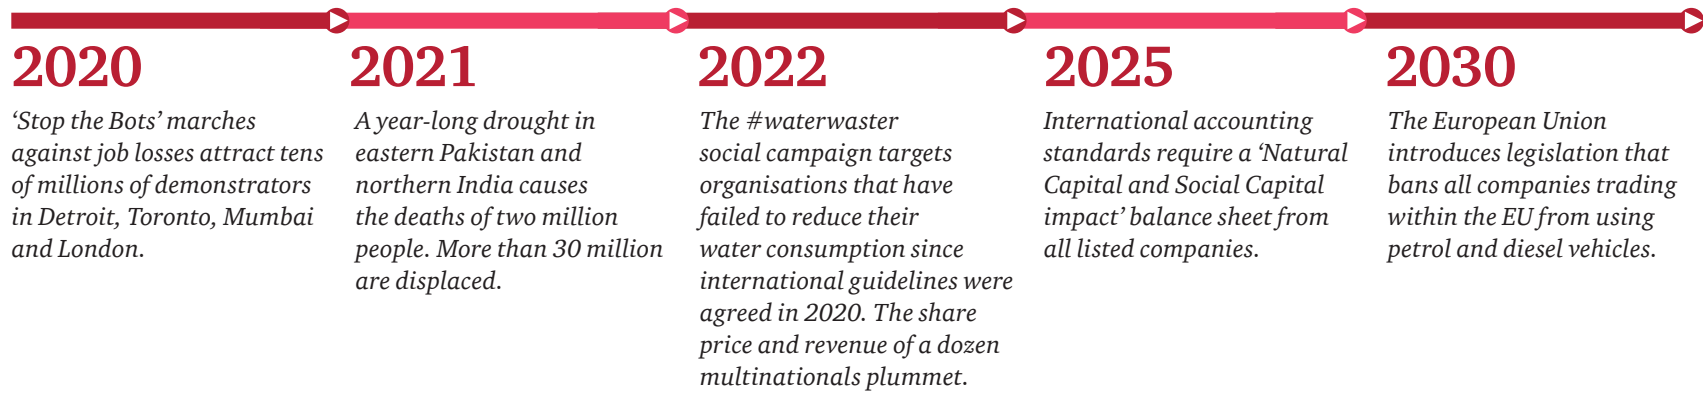 2020
‘Stop the Bots’ marches
against job losses attract tens
of millions of demonstrators
in Detroit, Toronto, Mumbai
and London.
2021
A year-long drought in
eastern Pakistan and
northern India causes
the deaths of two million
people. More than 30 million
are displaced.
2022
The #waterwaster
social campaign targets
organisations that have
failed to reduce their
water consumption since
international guidelines were
agreed in 2020. The share
price and revenue of a dozen
multinationals plummet.
2025
International accounting
standards require a ‘Natural
Capital and Social Capital
impact’ balance sheet from
all listed companies.
2030
The European Union
introduces legislation that
bans all companies trading
within the EU from using
petrol and diesel vehicles.